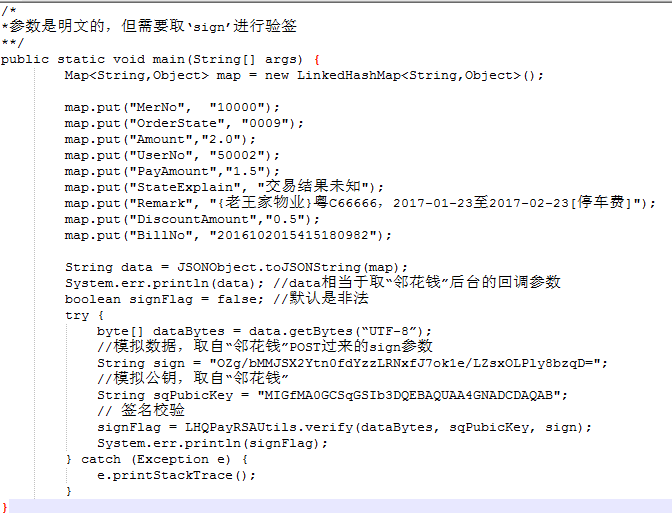 /*
*参数是明文的，但需要取‘sign’进行验签
**/
public static void main(String[] args) {
Map<String,Object> map = new LinkedHashMap<String,Object>();
map.put("MerNo",  "10000");
map.put("OrderState", "0009");
map.put("Amount","2.0");
map.put("UserNo", "50002");
map.put("PayAmount","1.5");
map.put("StateExplain", "交易结果未知");
map.put("Remark", "{老王家物业}粤C66666，2017-01-23至2017-02-23[停车费]");
map.put("DiscountAmount","0.5");
map.put("BillNo", "2016102015415180982");
String data = JSONObject.toJSONString(map);
System.err.println(data); //data相当于取“邻花钱”后台的回调参数
boolean signFlag = false; //默认是非法
try {
byte[] dataBytes = data.getBytes(“UTF-8”);
//模拟数据，取自“邻花钱”POST过来的sign参数
String sign = "OZg/bMMJSX2Ytn0fdYzzLRNxfJ7ok1e/LZsxOLPly8bzqD=";
//模拟公钥，取自“邻花钱”
String sqPubicKey = "MIGfMA0GCSqGSIb3DQEBAQUAA4GNADCDAQAB";
// 签名校验
signFlag = LHQPayRSAUtils.verify(dataBytes, sqPubicKey, sign);
System.err.println(signFlag);
} catch (Exception e) {
e.printStackTrace();
}
}